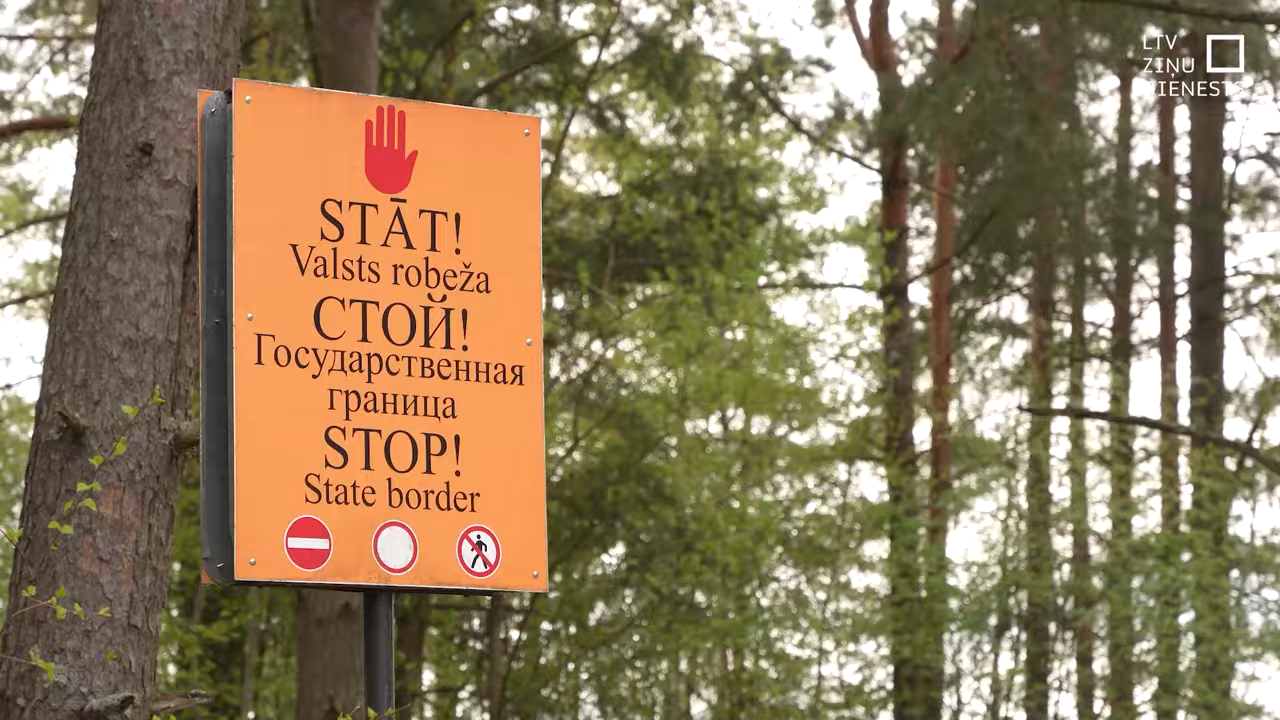 STĀT!
Valsts robeža
СТОЙ!
Государственная
граница
STOP!
State border
LTV
ZIŅU
DIENESTS